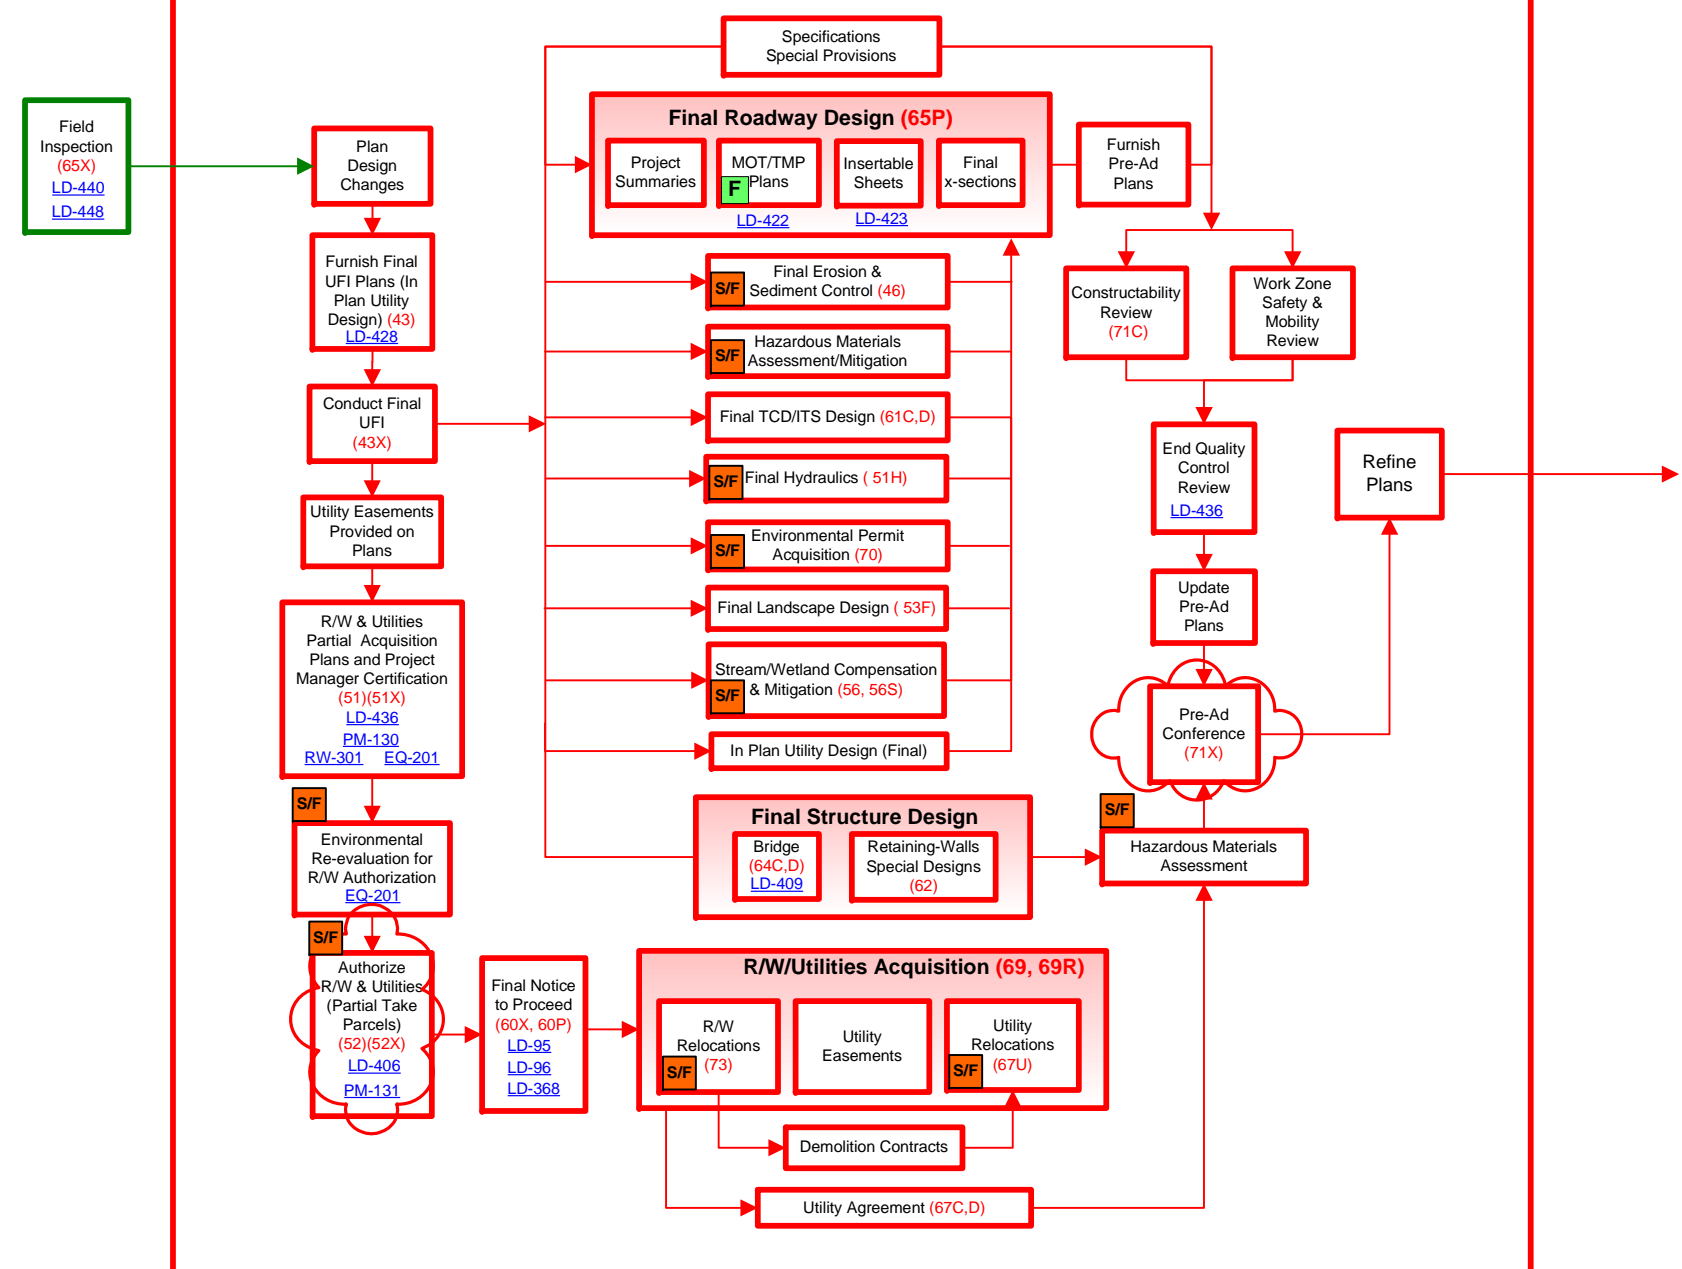 Field
Inspection
(65X)
LD-440
LD-448
Plan
Design
Changes
Furnish Final
UFI Plans (In
Plan Utility
Design) (43)
LD-428
Conduct Final
UFI
(43X)
Utility Easements
Provided on
Plans
R/W & Utilities
Partial Acquisition
Plans and Project
Manager Certification
(51)(51X)
LD-436
PM-130
RW-301 EQ-201
S/F
Environmental
Re-evaluation for
R/W Authorization
EQ-201
S/F
Authorize
R/W & Utilities
(Partial Take
Parcels)
(52)(52X)
LD-406
PM-131
Final Notice
to Proceed
(60X, 60P)
LD-95
LD-96
LD-368
Specifications
Special Provisions
Final Roadway Design (65P)
Project
Summaries
MOT/TMP
Plans
F
LD-422
Insertable
Sheets
LD-423
Final
x-sections
Final Erosion &
Sediment Control (46)
S/F
Hazardous Materials
Assessment/Mitigation
S/F
Final TCD/ITS Design (61C,D)
Final Hydraulics ( 51H)
S/F
Environmental Permit
Acquisition (70)
S/F
Final Landscape Design ( 53F)
Stream/Wetland Compensation
& Mitigation (56, 56S)
S/F
In Plan Utility Design (Final)
Final Structure Design
Bridge
(64C,D)
LD-409
Retaining-Walls
Special Designs
(62)
R/W/Utilities Acquisition (69, 69R)
R/W
Relocations
(73)
S/F
Utility
Easements
Utility
Relocations
(67U)
S/F
Demolition Contracts
Utility Agreement (67C,D)
Furnish
Pre-Ad
Plans
Constructability
Review
(71C)
Work Zone
Safety &
Mobility
Review
End Quality
Control
Review
LD-436
Update
Pre-Ad
Plans
Pre-Ad
Conference
(71X)
S/F
Hazardous Materials
Assessment
Refine
Plans